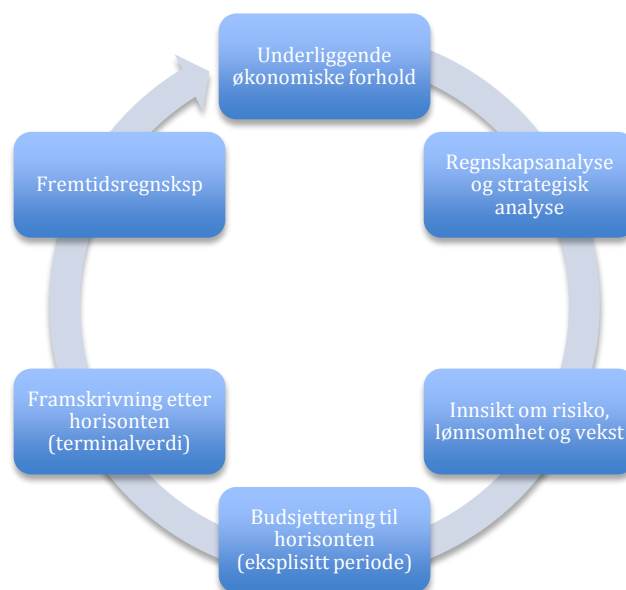 Underliggende
økonomiske forhold
Regnskapsanalyse
og strategisk
analyse
Innsikt om risiko,
lønnsomhet og vekst
Budsjettering til
horisonten
(eksplisitt periode)
Framskrivning etter
horisonten
(terminalverdi)
Fremtidsregnsksp